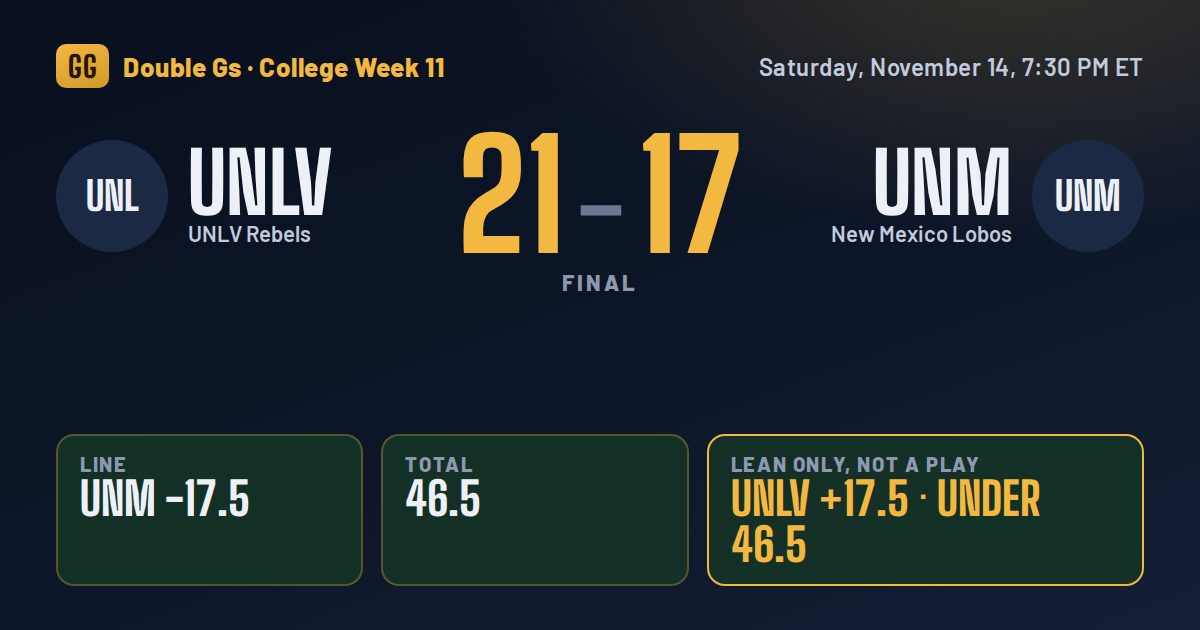 GG Double Gs · College Week 11
Saturday, November 14, 7:30 PM ET
UNL
UNLV
UNLV Rebels
21 – 17
FINAL
UNM
New Mexico Lobos
UNM
LINE
UNM −17.5
TOTAL
46.5
LEAN ONLY, NOT A PLAY
UNLV +17.5 · UNDER
46.5